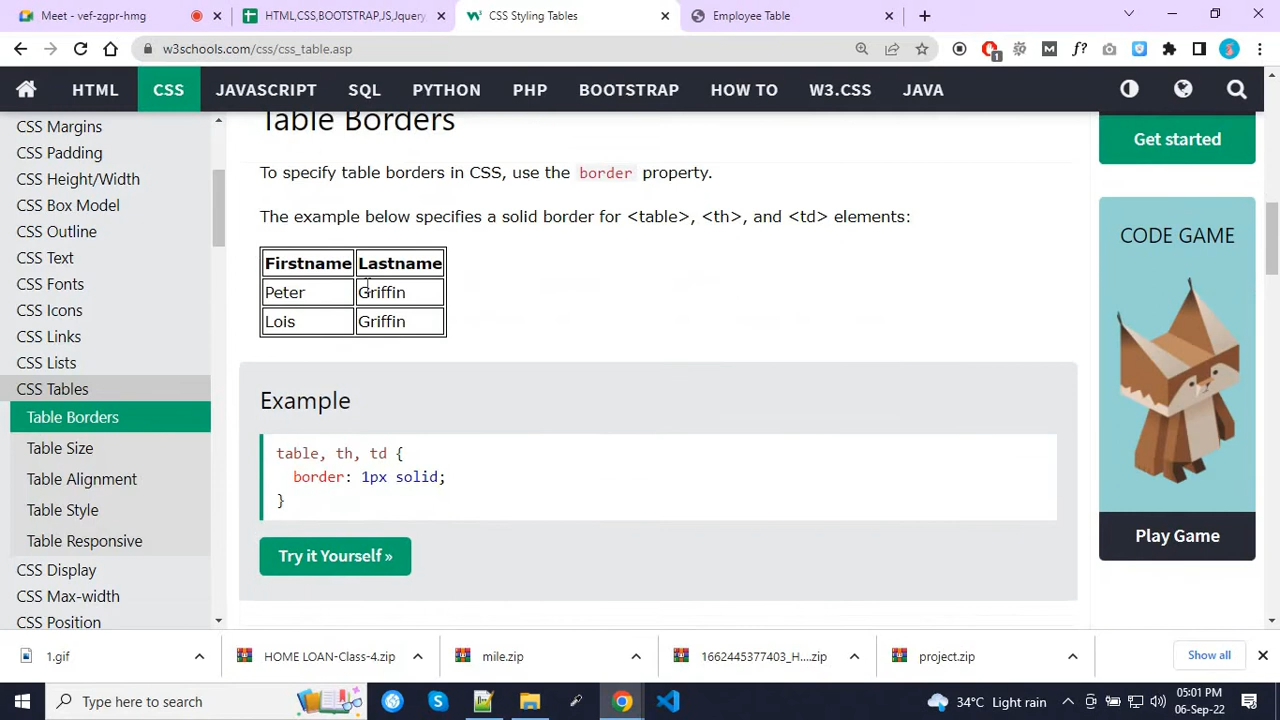 Meet - vef-zgpr-hmg
HTML,CSS,BOOTSTRAP,JS,Jquery,
CSS Styling Tables
Employee Table
w3schools.com/css/css_table.asp
1
HTML
CSS
JAVASCRIPT
SQL
PYTHON
PHP
BOOTSTRAP
HOW TO
W3.CSS
JAVA
CSS Margins
CSS Padding
CSS Height/Width
CSS Box Model
CSS Outline
CSS Text
CSS Fonts
CSS Icons
CSS Links
CSS Lists
CSS Tables
Table Borders
Table Size
Table Alignment
Table Style
Table Responsive
CSS Display
CSS Max-width
CSS Position
Table Borders
To specify table borders in CSS, use the border property.
The example below specifies a solid border for <table>, <th>, and <td> elements:
Firstname Lastname
Peter Griffin
Lois Griffin
Example
table, th, td {
border: 1px solid;
}
Try it Yourself »
Get started
CODE GAME
Play Game
1.gif
HOME LOAN-Class-4.zip
mile.zip
1662445377403_H....zip
project.zip
Show all
Type here to search
34°C Light rain
05:01 PM
06-Sep-22